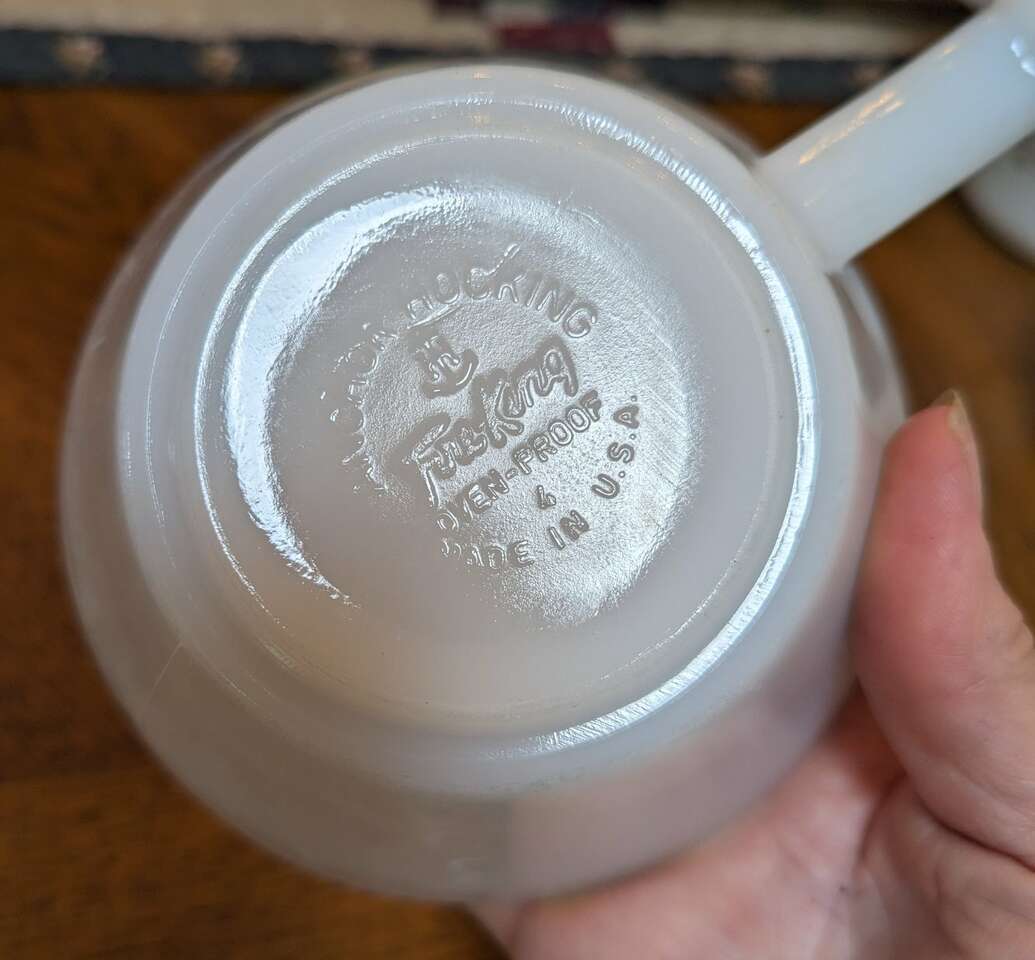 ANCHOR HOCKING
Fire King
OVEN-PROOF
4
MADE IN U.S.A.